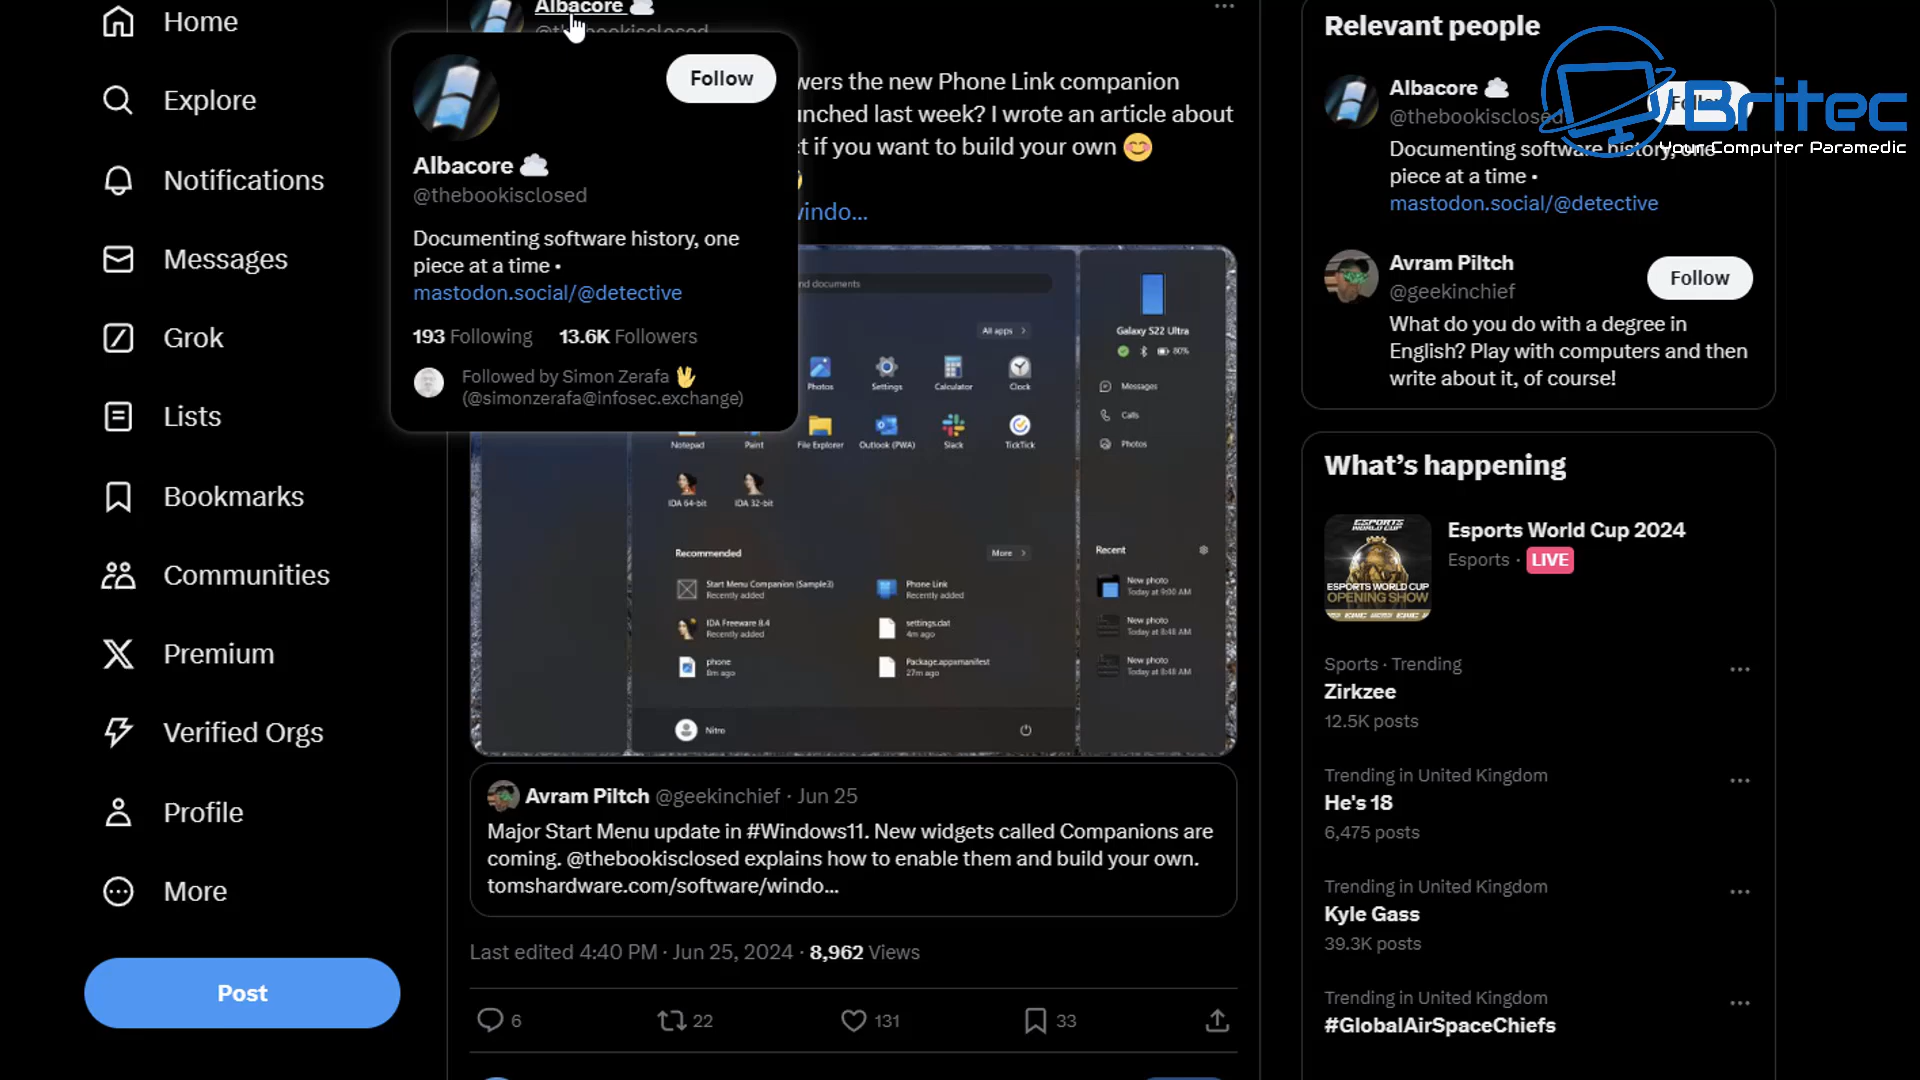 Home
Explore
Notifications
Messages
Grok
Lists
Bookmarks
Communities
Premium
Verified Orgs
Profile
More
Post
Albacore
@thebookisclosed
Follow
Albacore
@thebookisclosed
Documenting software history, one
piece at a time •
mastodon.social/@detective
193 Following 13.6K Followers
Followed by Simon Zerafa
(@simonzerafa@infosec.exchange)
wers the new Phone Link companion
unched last week? I wrote an article about
t if you want to build your own
windo...
nd documents
All apps >
Photos Settings Calculator Clock
Notepad Paint File Explorer Outlook (PWA) Slack TickTick
IDA 64-bit IDA 32-bit
Recommended More >
Start Menu Companion (Sample3)
Recently added
Phone Link
Recently added
IDA Freeware 8.4
Recently added
settings.dat
4m ago
phone
8m ago
Package.appxmanifest
27m ago
Nitro
Galaxy S22 Ultra
80%
Messages
Calls
Photos
Recent
New photo
Today at 9:00 AM
New photo
Today at 8:48 AM
New photo
Today at 8:48 AM
Avram Piltch @geekinchief · Jun 25
Major Start Menu update in #Windows11. New widgets called Companions are
coming. @thebookisclosed explains how to enable them and build your own.
tomshardware.com/software/windo...
Last edited 4:40 PM · Jun 25, 2024 · 8,962 Views
6 22 131 33
Relevant people
Albacore
@thebookisclosed
Follow
Documenting software history, one
piece at a time •
mastodon.social/@detective
Avram Piltch
@geekinchief
Follow
What do you do with a degree in
English? Play with computers and then
write about it, of course!
What's happening
ESPORTS
WORLD CUP
ESPORTS WORLD CUP
OPENING SHOW
Esports World Cup 2024
Esports · LIVE
Sports · Trending
Zirkzee
12.5K posts
Trending in United Kingdom
He's 18
6,475 posts
Trending in United Kingdom
Kyle Gass
39.3K posts
Trending in United Kingdom
#GlobalAirSpaceChiefs
Britec
Your Computer Paramedic